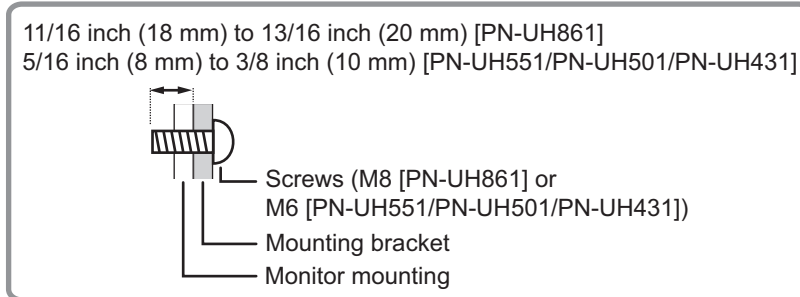 11/16 inch (18 mm) to 13/16 inch (20 mm) [PN-UH861]
5/16 inch (8 mm) to 3/8 inch (10 mm) [PN-UH551/PN-UH501/PN-UH431]
Screws (M8 [PN-UH861] or
M6 [PN-UH551/PN-UH501/PN-UH431])
Mounting bracket
Monitor mounting